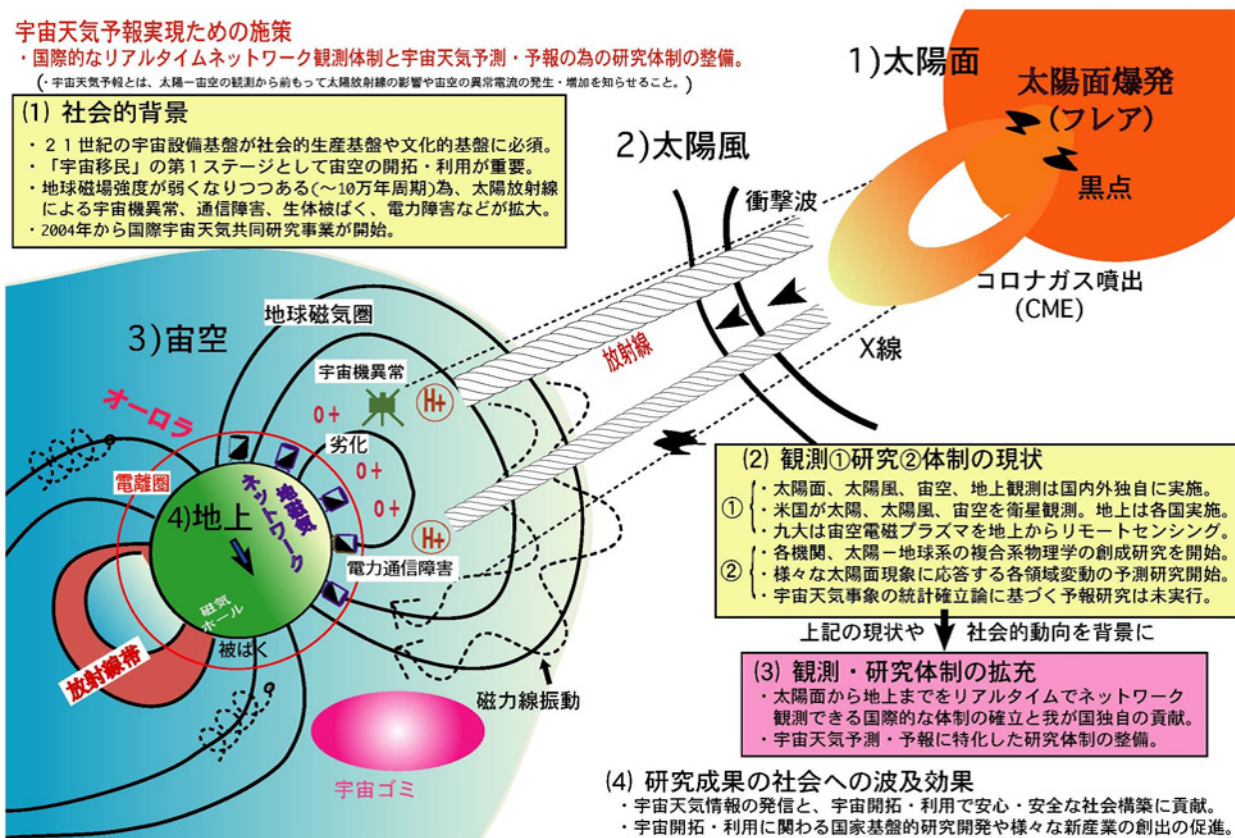 宇宙天気予報実現ための施策
・国際的なリアルタイムネットワーク観測体制と宇宙天気予測・予報の為の研究体制の整備。
(・宇宙天気予報とは、太陽ー宙空の観測から前もって太陽放射線の影響や宙空の異常電流の発生・増加を知らせること。)
(1) 社会的背景
・２１世紀の宇宙設備基盤が社会的生産基盤や文化的基盤に必須。
・「宇宙移民」の第１ステージとして宙空の開拓・利用が重要。
・地球磁場強度が弱くなりつつある(～10万年周期)為、太陽放射線
による宇宙機異常、通信障害、生体被ばく、電力障害などが拡大。
・2004年から国際宇宙天気共同研究事業が開始。
1)太陽面
太陽面爆発
(フレア)
黒点
コロナガス噴出
(CME)
2)太陽風
衝撃波
X線
放射線
3)宙空
地球磁気圏
宇宙機異常
H+
O+
オーロラ
劣化
O+
O+
O+
電離圏
地磁気
ネットワーク
4)地上
H+
電力通信障害
磁気
ホール
被ばく
放射線帯
磁力線振動
宇宙ゴミ
(2) 観測①研究②体制の現状
①
・太陽面、太陽風、宙空、地上観測は国内外独自に実施。
・米国が太陽、太陽風、宙空を衛星観測。地上は各国実施。
・九大は宙空電磁プラズマを地上からリモートセンシング。
②
・各機関、太陽ー地球系の複合系物理学の創成研究を開始。
・様々な太陽面現象に応答する各領域変動の予測研究開始。
・宇宙天気事象の統計確立論に基づく予報研究は未実行。
上記の現状や 社会的動向を背景に
(3) 観測・研究体制の拡充
・太陽面から地上までをリアルタイムでネットワーク
観測できる国際的な体制の確立と我が国独自の貢献。
・宇宙天気予測・予報に特化した研究体制の整備。
(4) 研究成果の社会への波及効果
・宇宙天気情報の発信と、宇宙開拓・利用で安心・安全な社会構築に貢献。
・宇宙開拓・利用に関わる国家基盤的研究開発や様々な新産業の創出の促進。